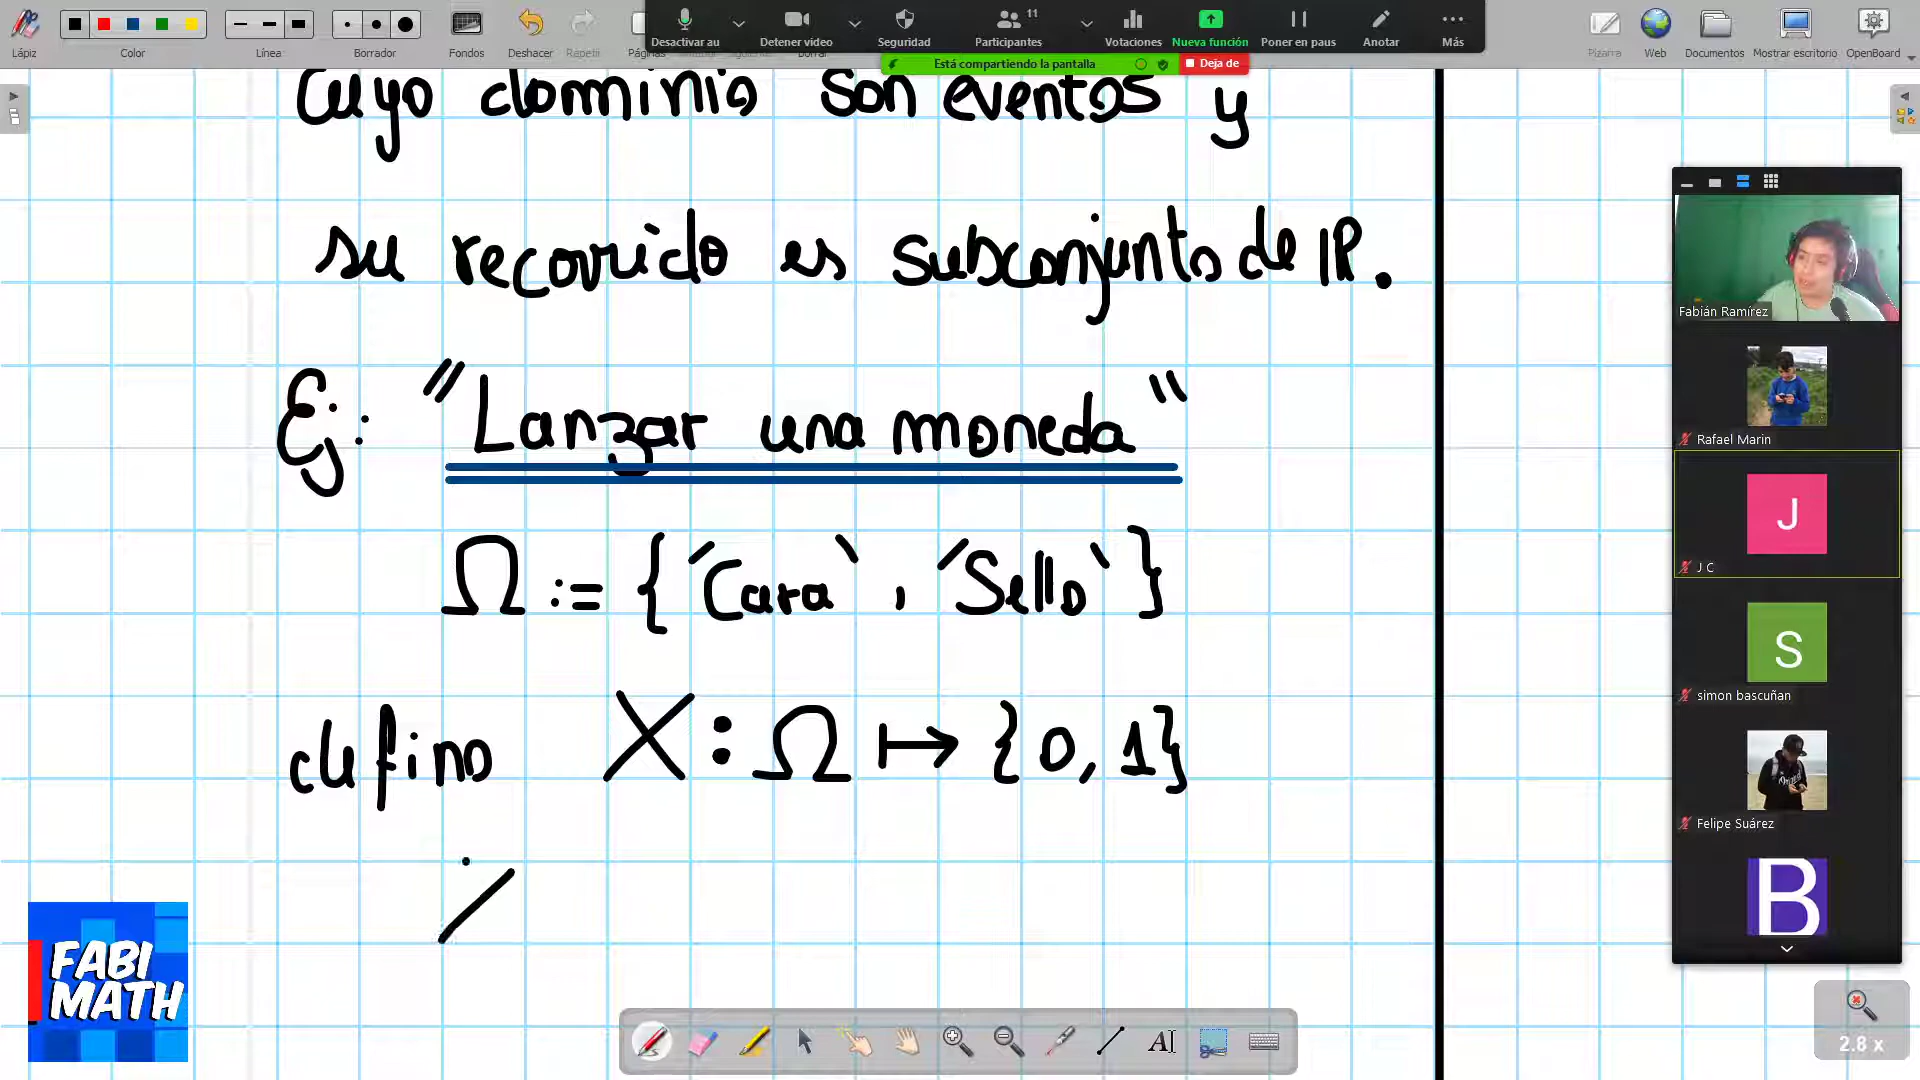 Lápiz
Color
Línea
Borrador
Fondos
Deshacer
Repetir
Desactivar au
Detener video
Seguridad
Participantes
11
Votaciones
Nueva función
Poner en paus
Anotar
Más
Pizarra
Web
Documentos
Mostrar escritorio
OpenBoard
Está compartiendo la pantalla
Deja de
Cuyo dominio son eventos y
su recorrido es subconjunto de IR.
Ej: "Lanzar una moneda"
Ω := {'Cara', 'Sello'}
defino X: Ω ↦ {0, 1}
Fabián Ramírez
Rafael Marin
J
J C
S
simon bascuñan
Felipe Suárez
B
FABI
MATH
AI
2.8 x